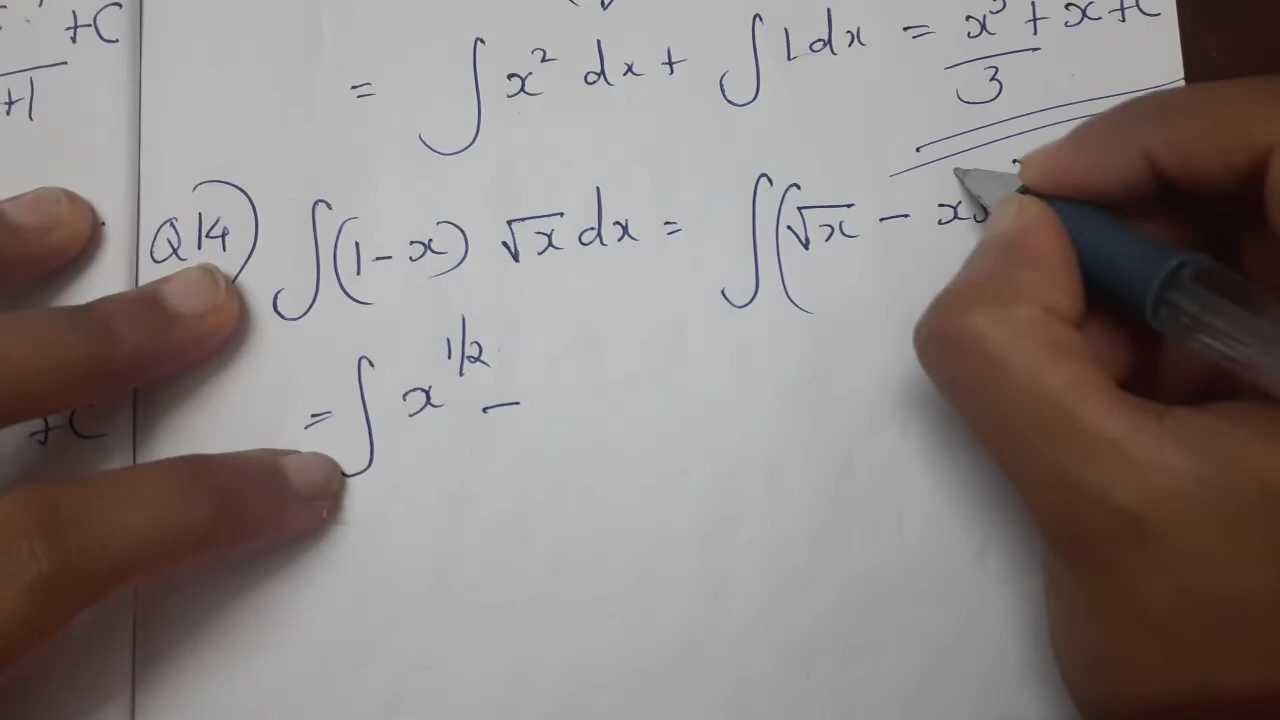 +C
+1
= ∫ x² dx + ∫ 1 dx = x³/3 + x + C
Q14) ∫ (1 - x) √x dx = ∫ (√x - x
= ∫ x^1/2 -
+C